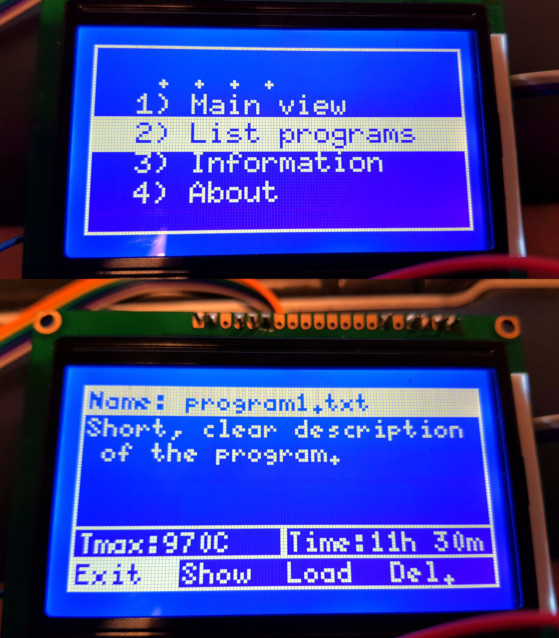 . . . .
1) Main view
2) List programs
3) Information
4) About
Name: program1.txt
Short, clear description
of the program.
Tmax:970C Time:11h 30m
Exit Show Load Del.